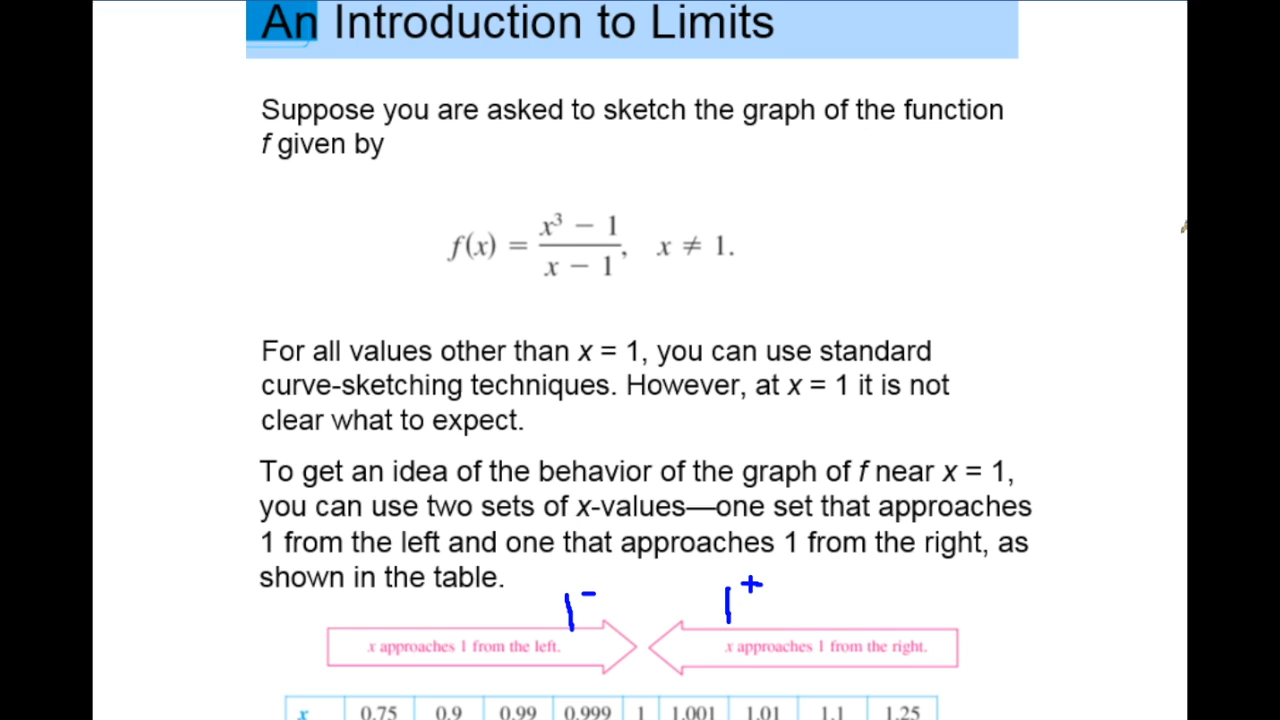 An Introduction to Limits
Suppose you are asked to sketch the graph of the function
f given by
f(x) = (x³ − 1)/(x − 1), x ≠ 1.
For all values other than x = 1, you can use standard
curve-sketching techniques. However, at x = 1 it is not
clear what to expect.
To get an idea of the behavior of the graph of f near x = 1,
you can use two sets of x-values—one set that approaches
1 from the left and one that approaches 1 from the right, as
shown in the table.
1⁻ 1⁺
x approaches 1 from the left. x approaches 1 from the right.
x 0.75 0.9 0.99 0.999 1 1.001 1.01 1.1 1.25